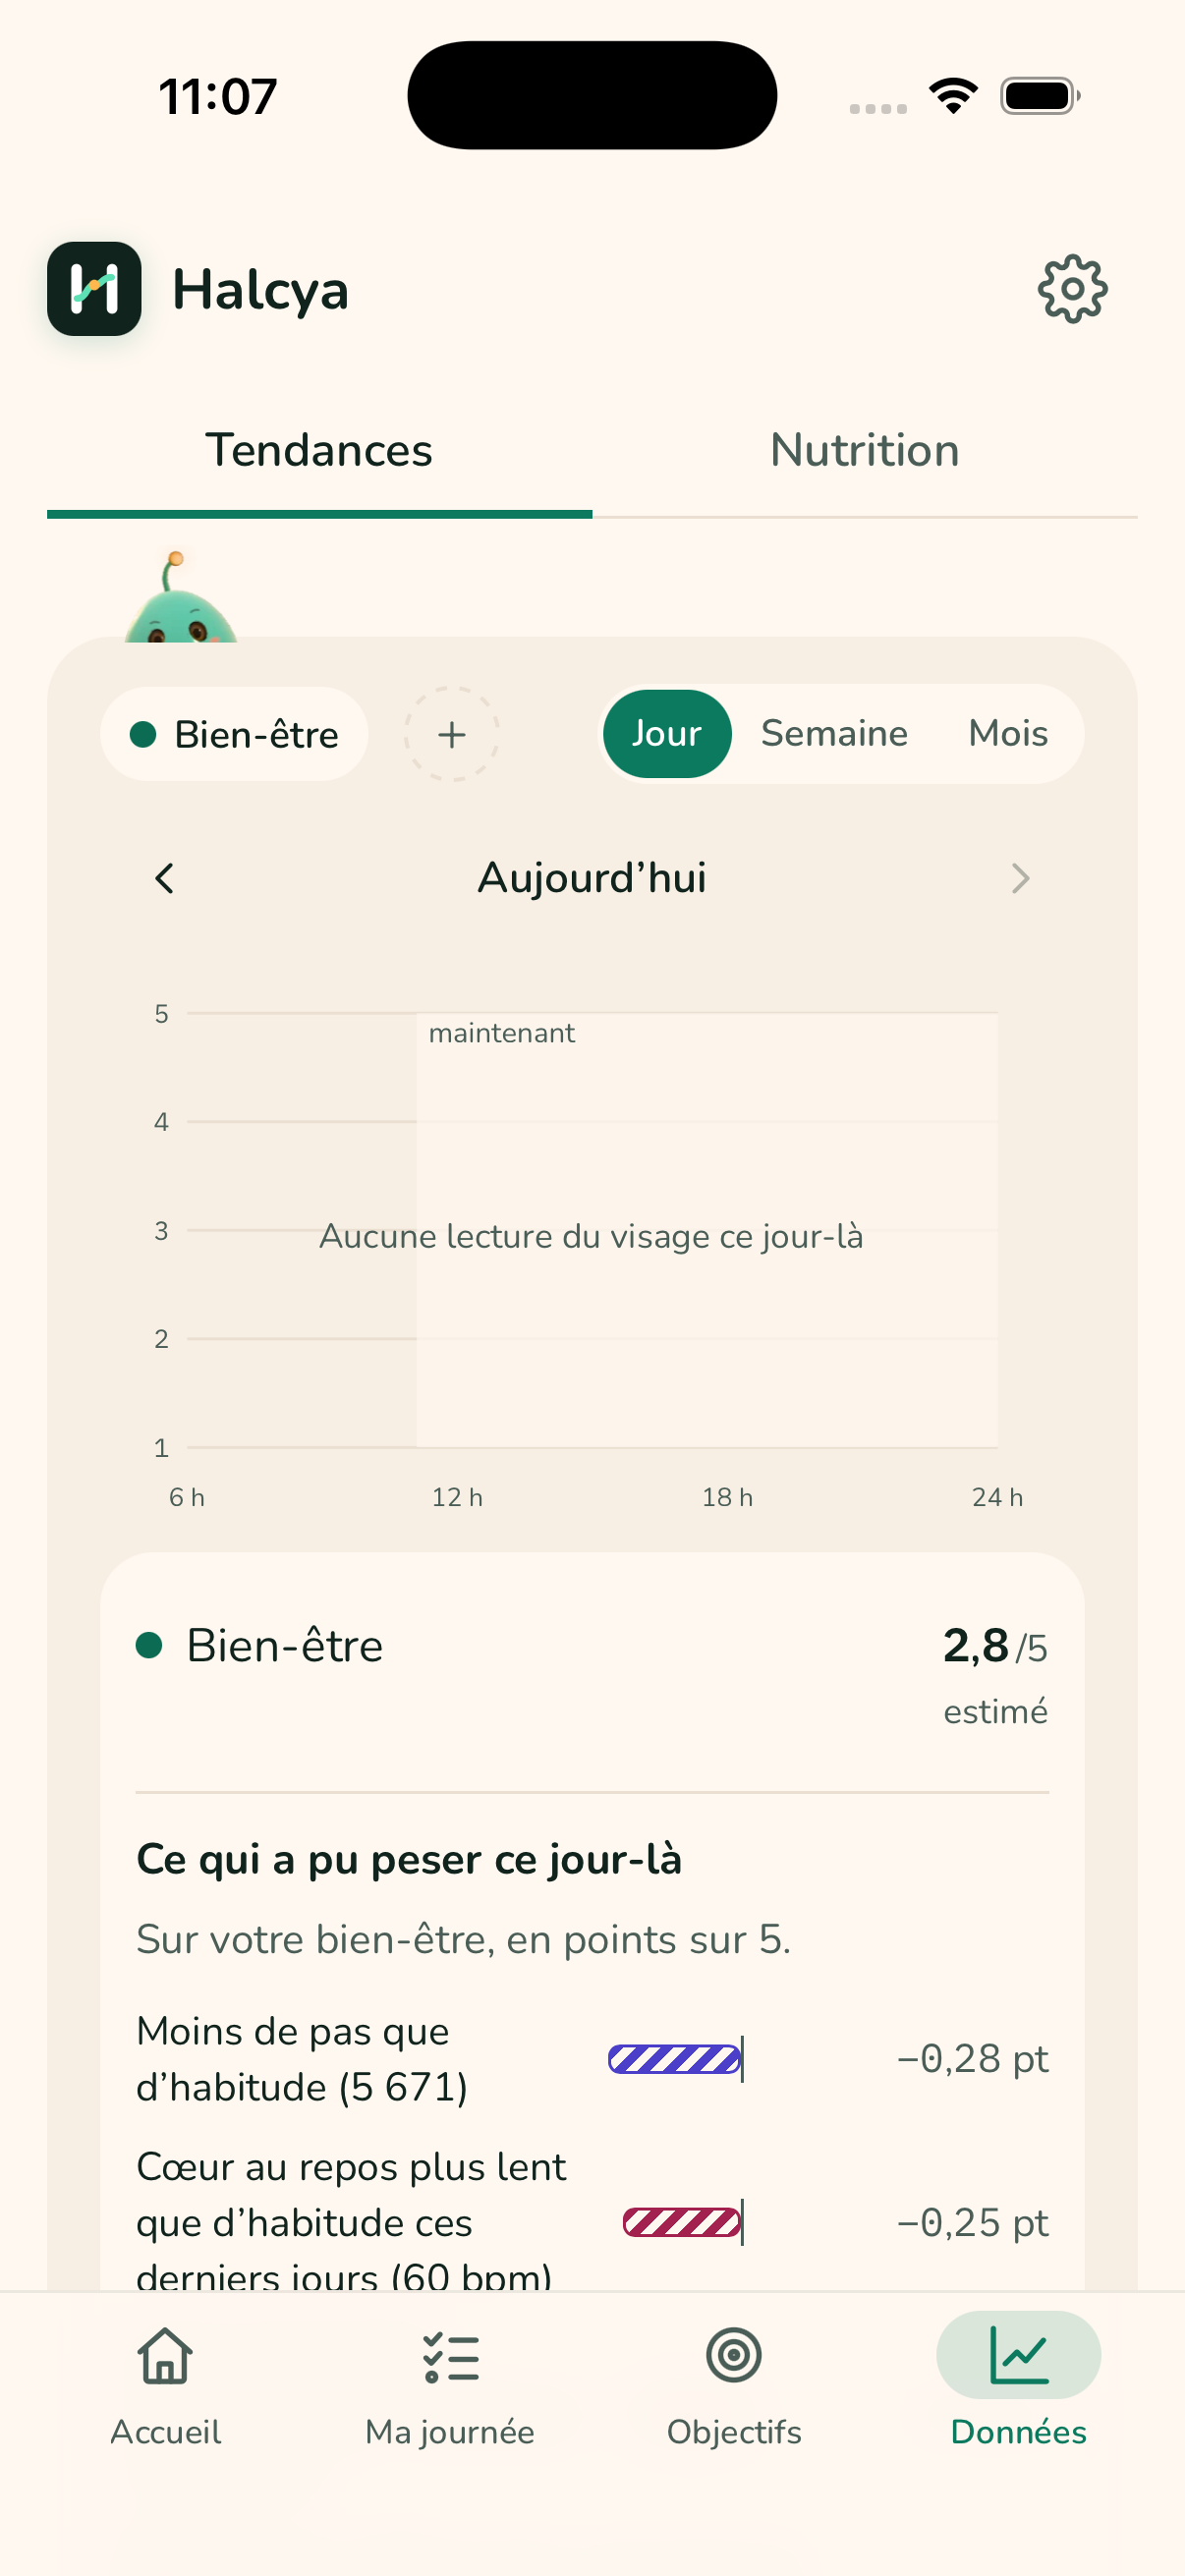 11:07
Halcya
Tendances
Nutrition
Bien-être
+
Jour
Semaine
Mois
Aujourd’hui
5
maintenant
4
3
Aucune lecture du visage ce jour-là
2
1
6 h
12 h
18 h
24 h
Bien-être
2,8 /5
estimé
Ce qui a pu peser ce jour-là
Sur votre bien-être, en points sur 5.
Moins de pas que
d’habitude (5 671)
−0,28 pt
Cœur au repos plus lent
que d’habitude ces
derniers jours (60 bpm)
−0,25 pt
Accueil
Ma journée
Objectifs
Données